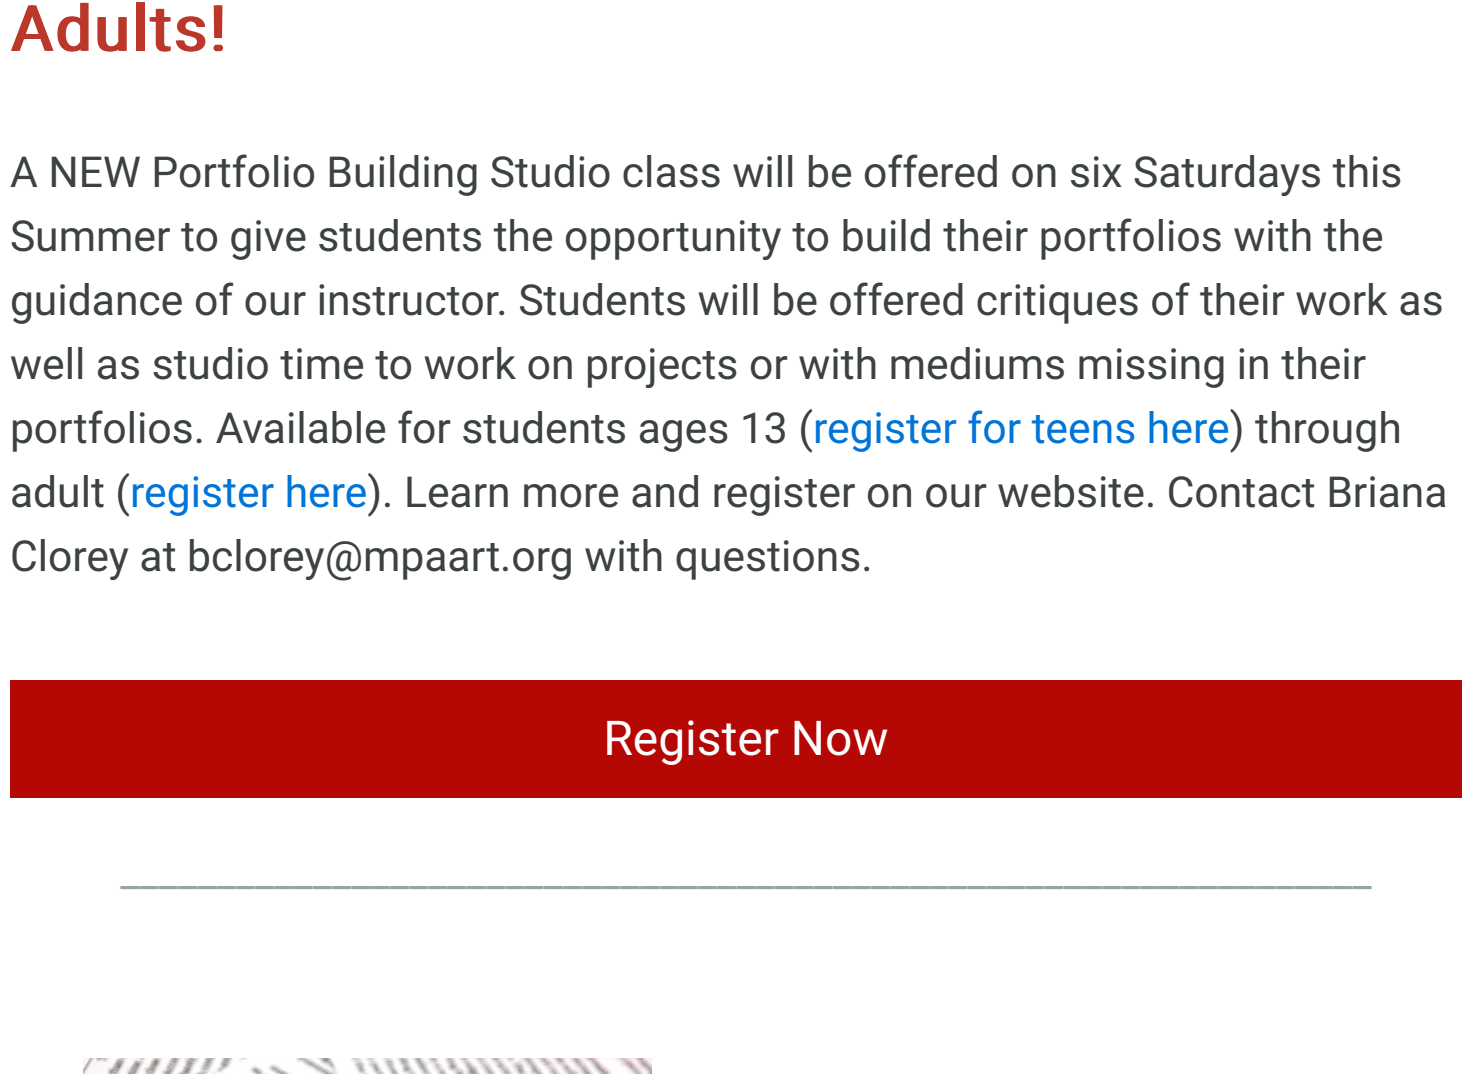 Adults!
A NEW Portfolio Building Studio class will be offered on six Saturdays this
Summer to give students the opportunity to build their portfolios with the
guidance of our instructor. Students will be offered critiques of their work as
well as studio time to work on projects or with mediums missing in their
portfolios. Available for students ages 13 (register for teens here) through
adult (register here). Learn more and register on our website. Contact Briana
Clorey at bclorey@mpaart.org with questions.
Register Now